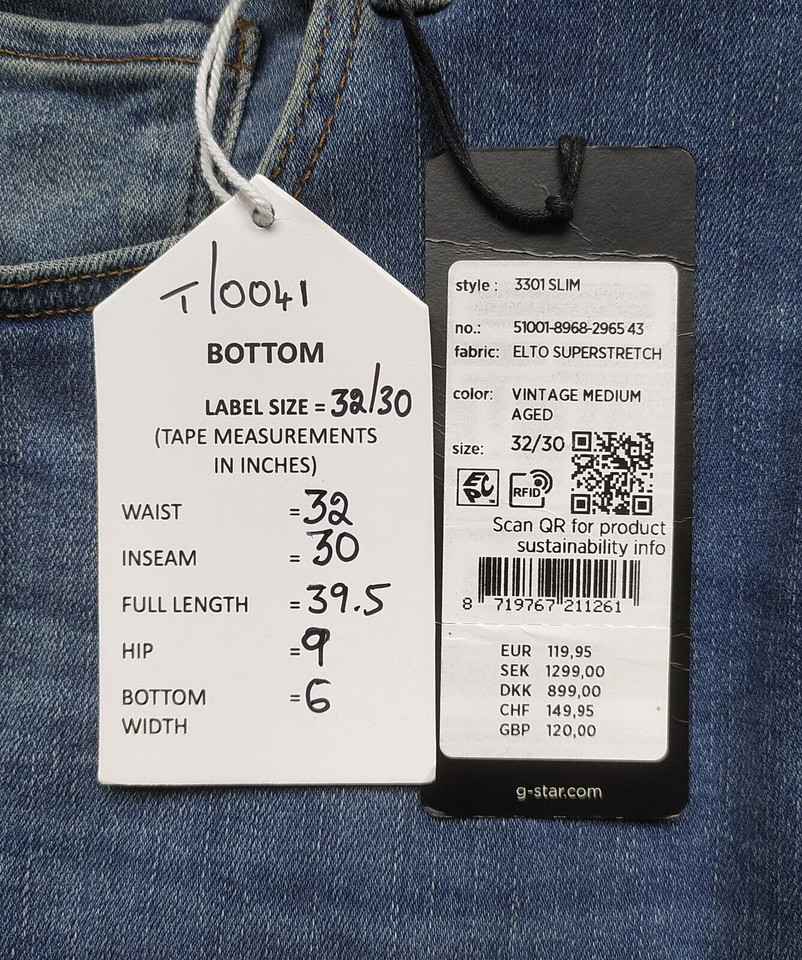 T/0041
BOTTOM
LABEL SIZE = 32/30
(TAPE MEASUREMENTS
IN INCHES)
WAIST = 32
INSEAM = 30
FULL LENGTH = 39.5
HIP = 9
BOTTOM = 6
WIDTH
style : 3301 SLIM
no.: 51001-8968-2965 43
fabric: ELTO SUPERSTRETCH
color: VINTAGE MEDIUM
AGED
size: 32/30
EPC RFID
Scan QR for product
sustainability info
8 719767 211261
EUR 119,95
SEK 1299,00
DKK 899,00
CHF 149,95
GBP 120,00
g-star.com